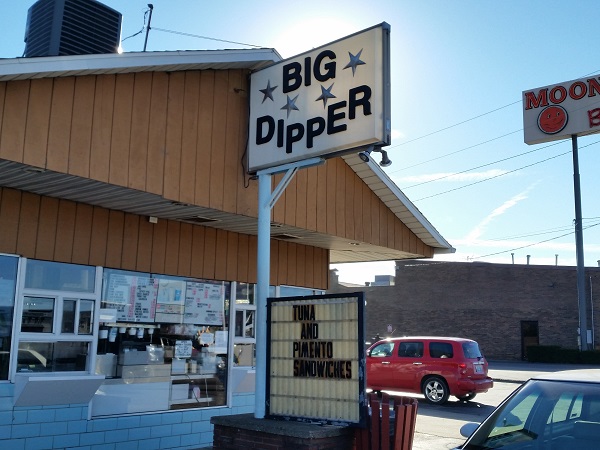 BIG
DIPPER
MOON
TUNA
AND
PIMENTO
SANDWICHES